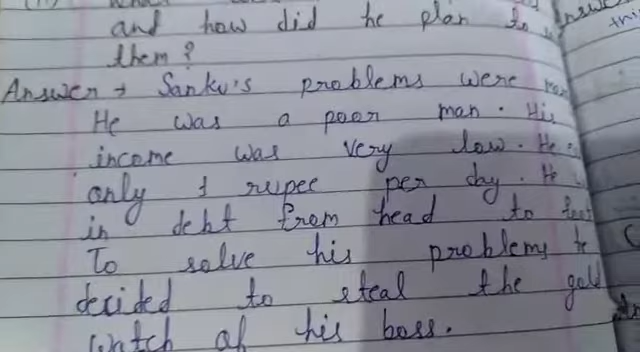 and how did he plan to
them?
Answer → Sanku's problems were
He was a poor man. His
income was very low. He
only 1 rupee per day. He
in debt from head to feet
To solve his problems he
decided to steal the gold
watch of his boss.